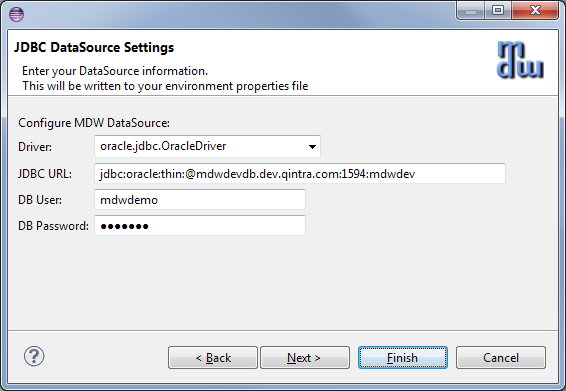 JDBC DataSource Settings
Enter your DataSource information.
This will be written to your environment properties file
mdw
Configure MDW DataSource:
Driver: oracle.jdbc.OracleDriver
JDBC URL: jdbc:oracle:thin:@mdwdevdb.dev.qintra.com:1594:mdwdev
DB User: mdwdemo
DB Password: ●●●●●●●
? < Back Next > Finish Cancel